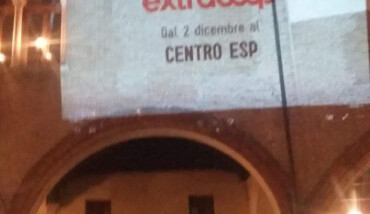 extracoop
Dal 2 dicembre al
CENTRO ESP